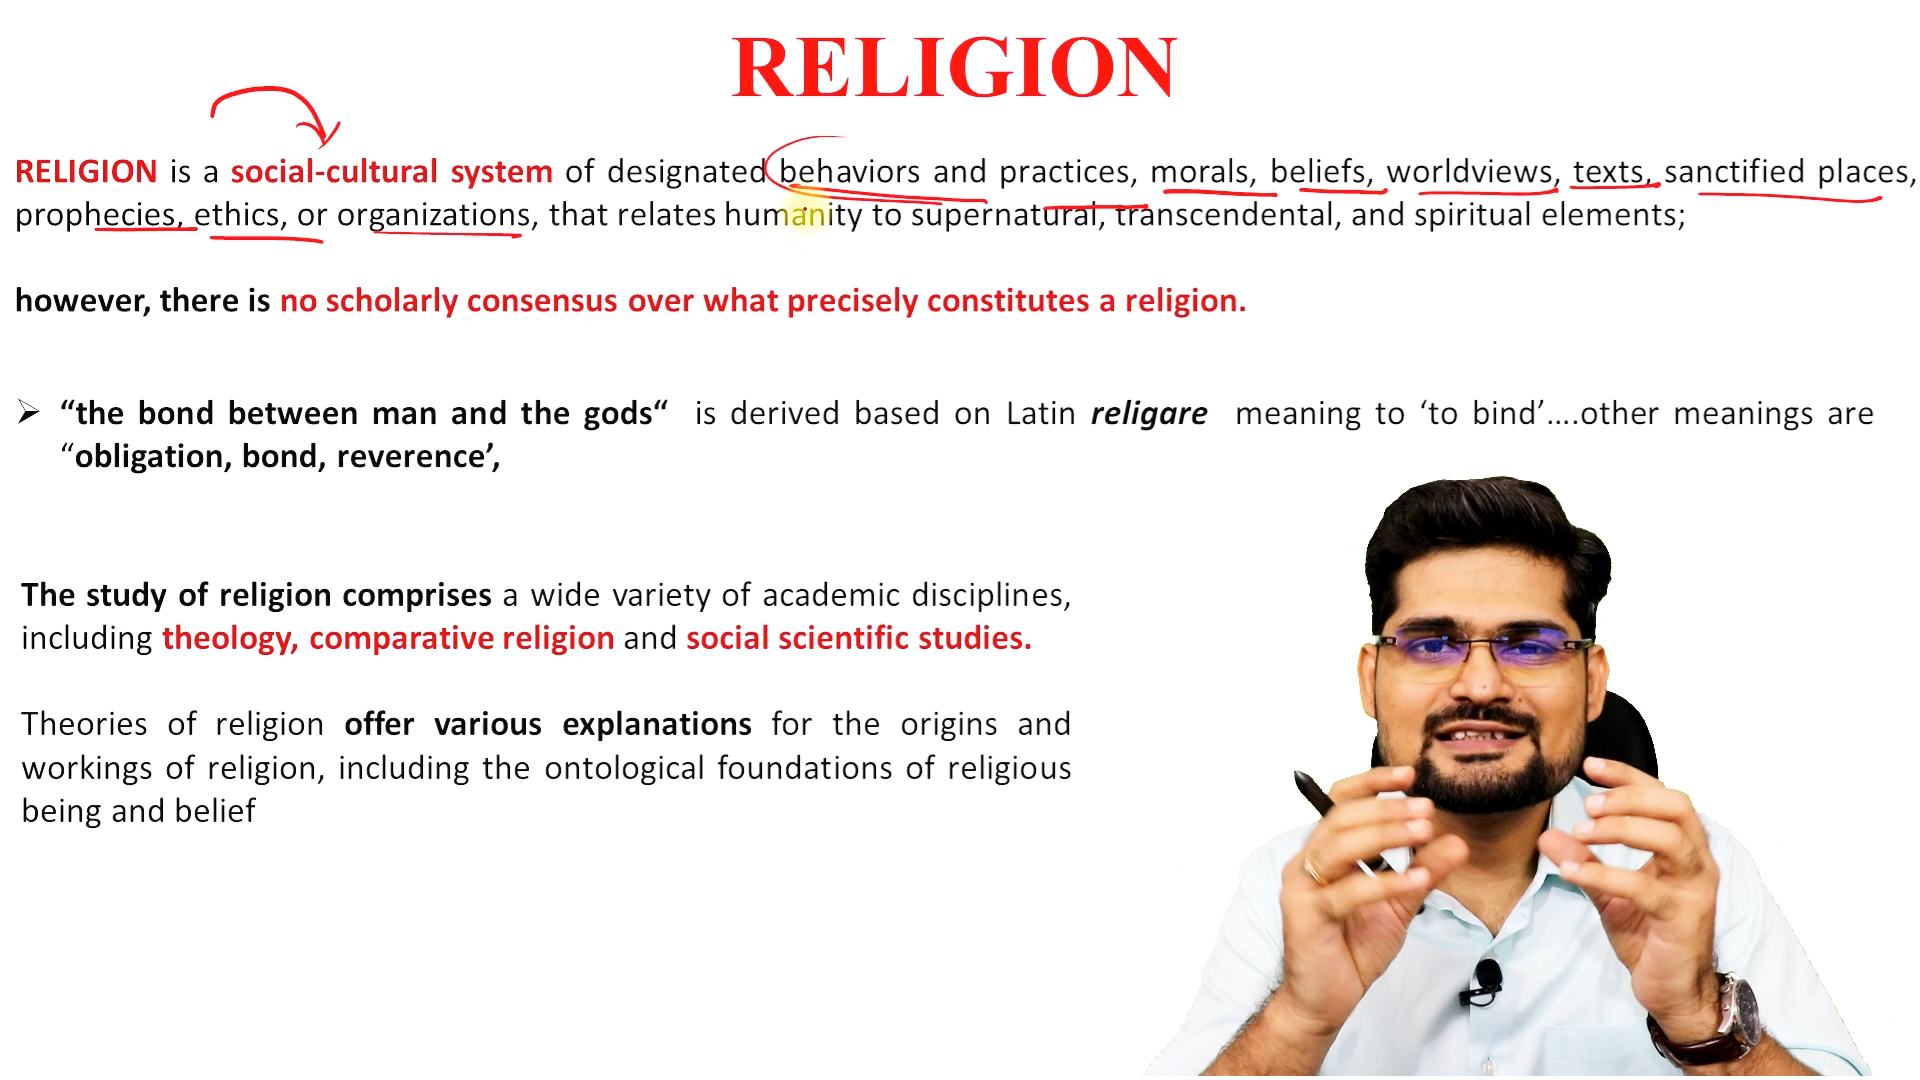 RELIGION
RELIGION is a social-cultural system of designated behaviors and practices, morals, beliefs, worldviews, texts, sanctified places,
prophecies, ethics, or organizations, that relates humanity to supernatural, transcendental, and spiritual elements;
however, there is no scholarly consensus over what precisely constitutes a religion.
➢ “the bond between man and the gods“ is derived based on Latin religare meaning to ‘to bind’….other meanings are
“obligation, bond, reverence’,
The study of religion comprises a wide variety of academic disciplines,
including theology, comparative religion and social scientific studies.
Theories of religion offer various explanations for the origins and
workings of religion, including the ontological foundations of religious
being and belief